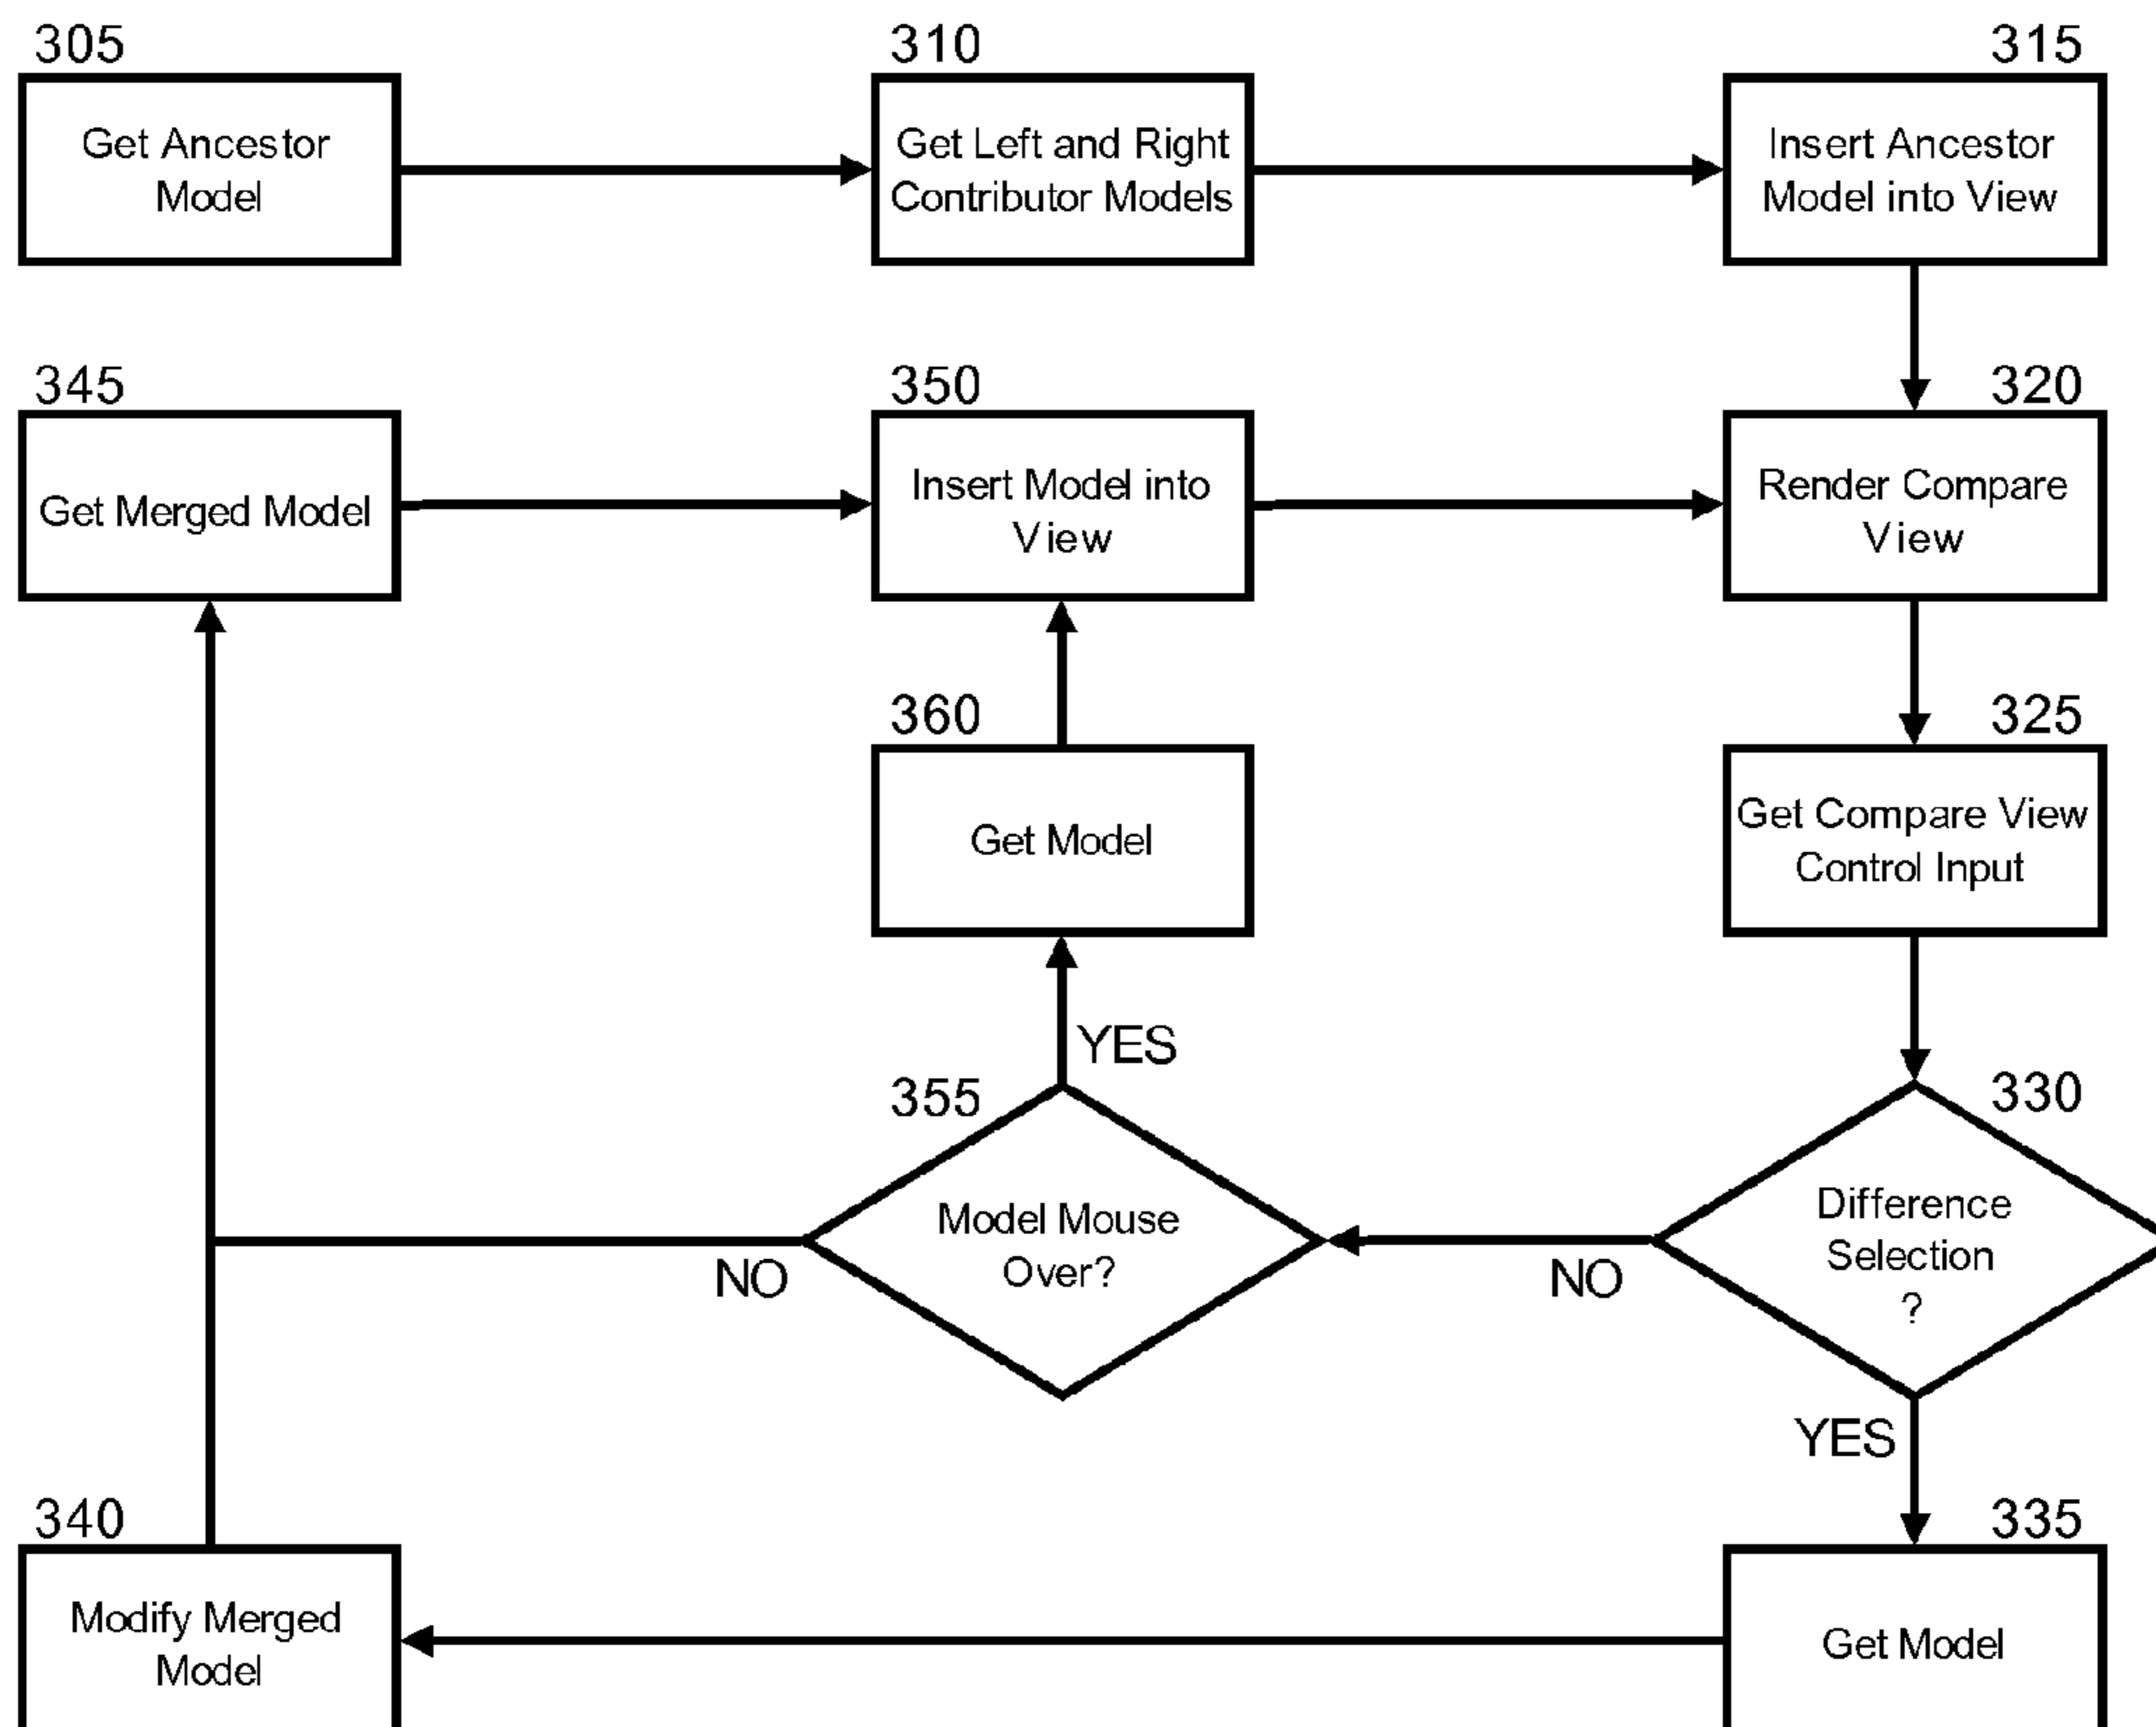 305
Get Ancestor
Model
310
Get Left and Right
Contributor Models
315
Insert Ancestor
Model into View
345
Get Merged Model
350
Insert Model into
View
320
Render Compare
View
360
Get Model
325
Get Compare View
Control Input
YES
355
Model Mouse
Over?
NO
330
Difference
Selection
?
NO
YES
340
Modify Merged
Model
335
Get Model